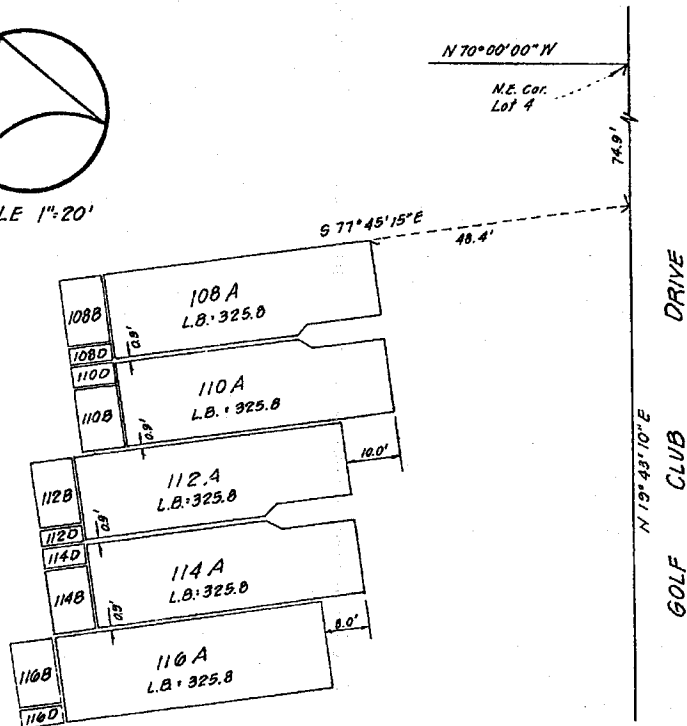 N 70°00'00" W
N.E. Cor.
Lot 4
74.9'
LE 1"=20'
S 77°45'15" E
48.4'
108B
108 A
L.B.: 325.8
0.9'
108D
110D
110 A
L.B.: 325.8
110B
0.9'
10.0'
112B
112 A
L.B.: 325.8
0.9'
112D
114D
114 A
L.B.: 325.8
114B
0.9'
8.0'
116B
116 A
L.B.: 325.8
116D
N 19°43'10" E
GOLF CLUB DRIVE